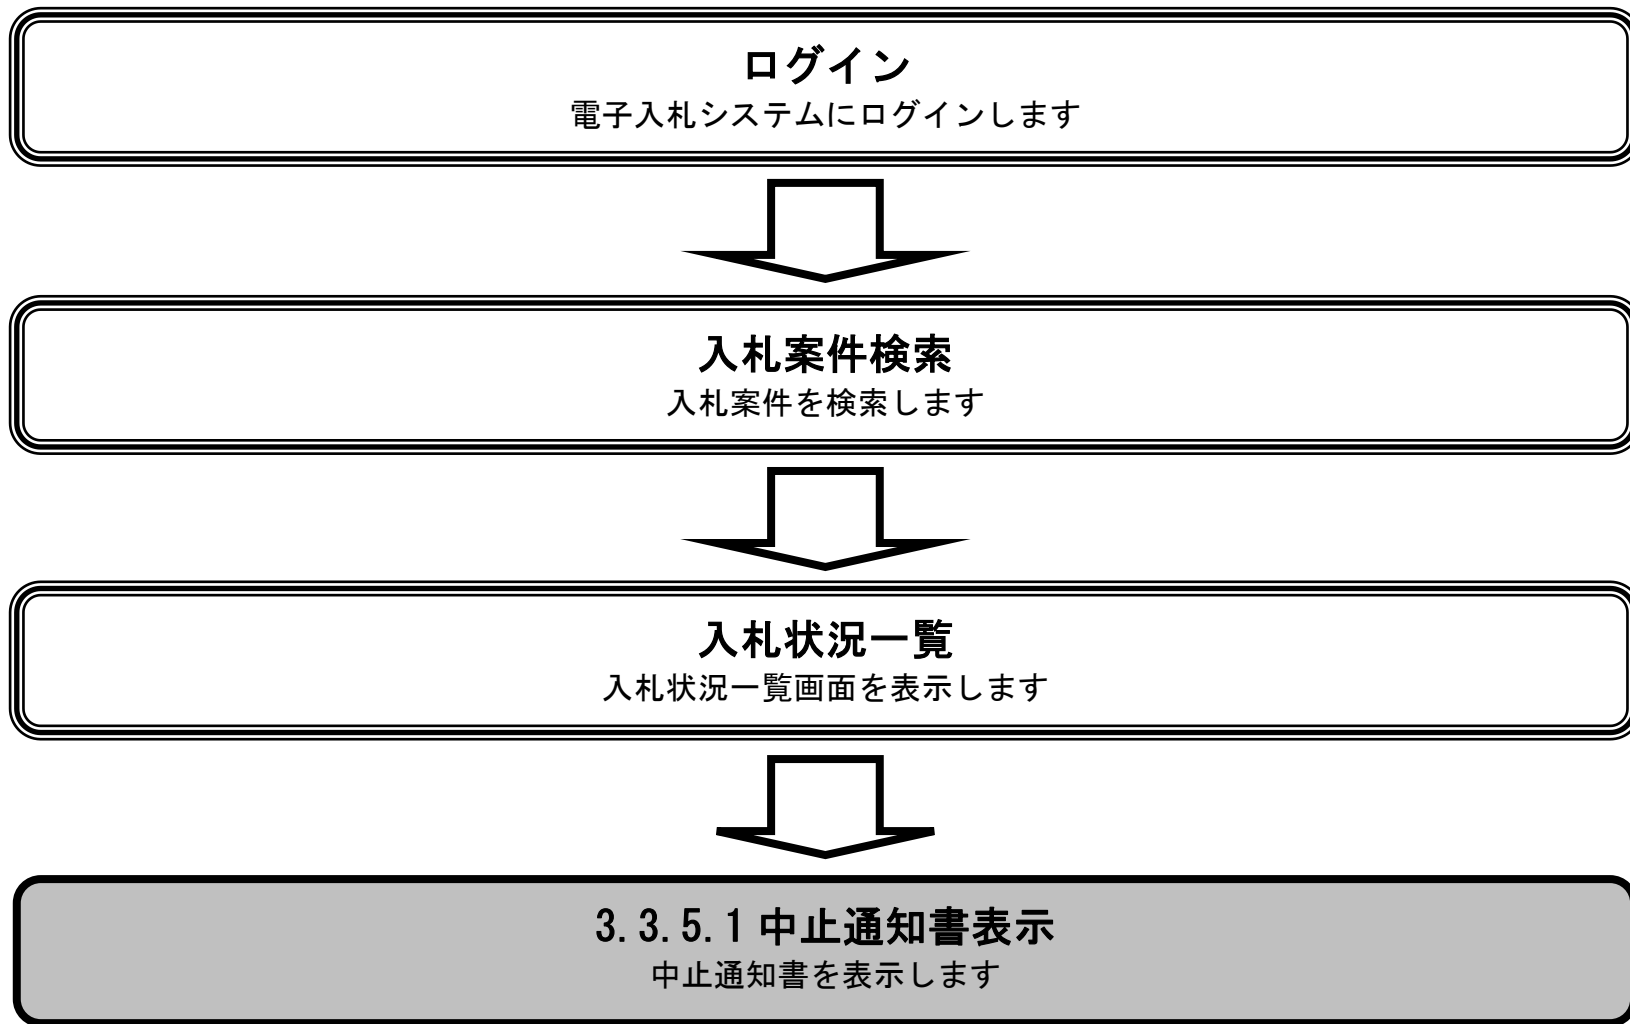 ログイン
電子入札システムにログインします
入札案件検索
入札案件を検索します
入札状況一覧
入札状況一覧画面を表示します
3.3.5.1 中止通知書表示
中止通知書を表示します